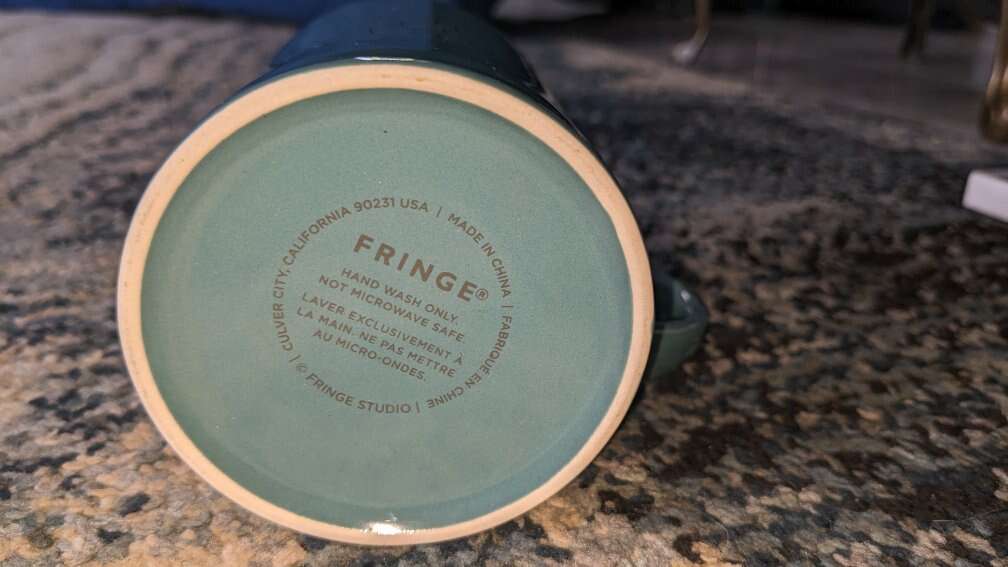 FRINGE®
HAND WASH ONLY.
NOT MICROWAVE SAFE.
LAVER EXCLUSIVEMENT À
LA MAIN. NE PAS METTRE
AU MICRO-ONDES.
© FRINGE STUDIO | CULVER CITY, CALIFORNIA 90231 USA | MADE IN CHINA | FABRIQUÉ EN CHINE |